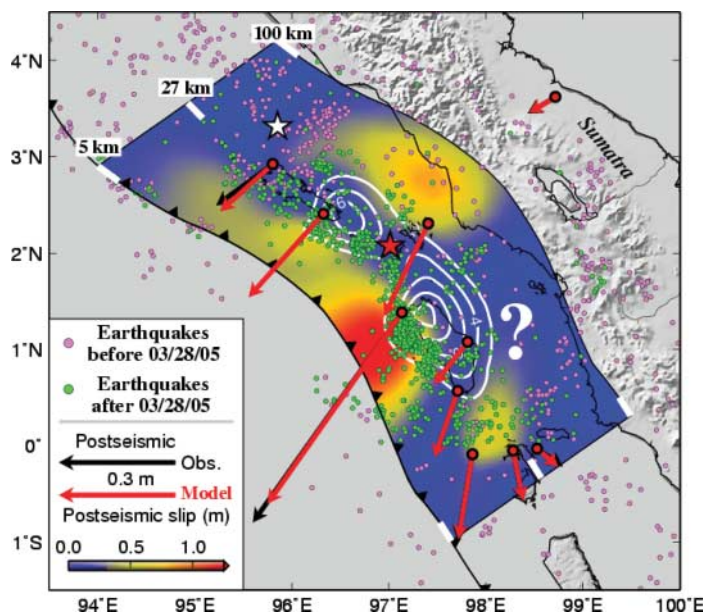 4°N
3°N
2°N
1°N
0°
1°S
100 km
27 km
5 km
Sumatra
6
4
?
Earthquakes
before 03/28/05
Earthquakes
after 03/28/05
Postseismic
Obs.
0.3 m
Model
Postseismic slip (m)
0.0 0.5 1.0
94°E 95°E 96°E 97°E 98°E 99°E 100°E